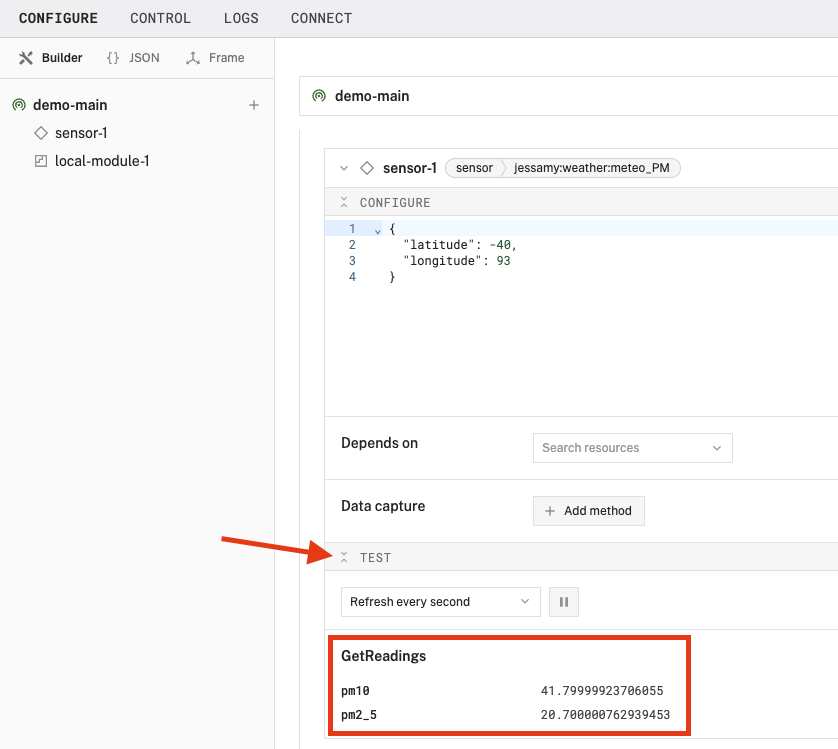 CONFIGURE CONTROL LOGS CONNECT
Builder {} JSON Frame
demo-main +
sensor-1
local-module-1
demo-main
sensor-1 sensor jessamy:weather:meteo_PM
CONFIGURE
1 {
2 "latitude": -40,
3 "longitude": 93
4 }
Depends on Search resources
Data capture + Add method
TEST
Refresh every second
GetReadings
pm10 41.79999923706055
pm2_5 20.700000762939453